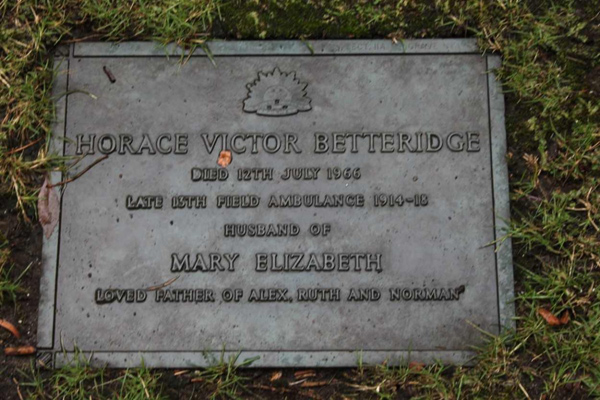 HORACE VICTOR BETTERIDGE
DIED 12TH JULY 1966
LATE 15TH FIELD AMBULANCE 1914-18
HUSBAND OF
MARY ELIZABETH
LOVED FATHER OF ALEX, RUTH AND NORMAN